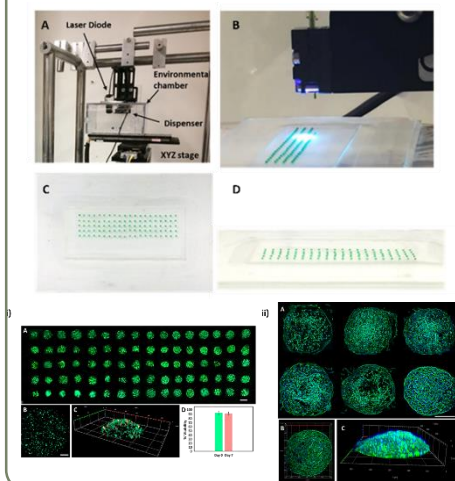 A
B
Laser Diode
Environmental
chamber
Dispenser
XYZ stage
C
D
i)
ii)
A
A
B
C
D
Day 0 Day 7
B
C